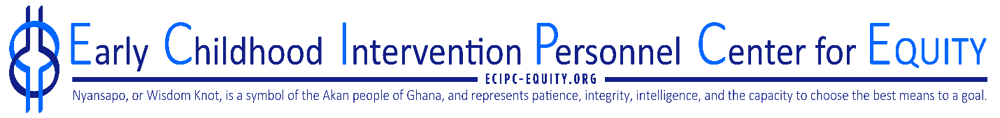 Early Childhood Intervention Personnel Center for EQUITY
ECIPC-EQUITY.ORG
Nyansapo, or Wisdom Knot, is a symbol of the Akan people of Ghana, and represents patience, integrity, intelligence, and the capacity to choose the best means to a goal.